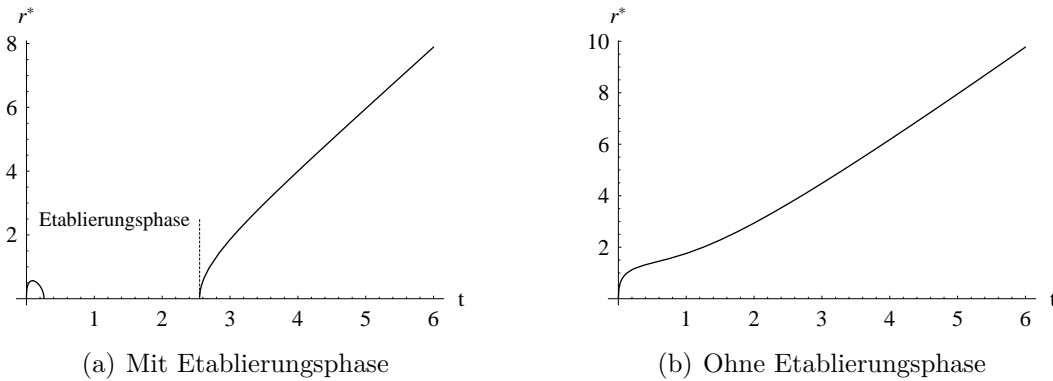 r*
8
6
4
2
Etablierungsphase
1 2 3 4 5 6 t
(a) Mit Etablierungsphase
r*
10
8
6
4
2
1 2 3 4 5 6 t
(b) Ohne Etablierungsphase